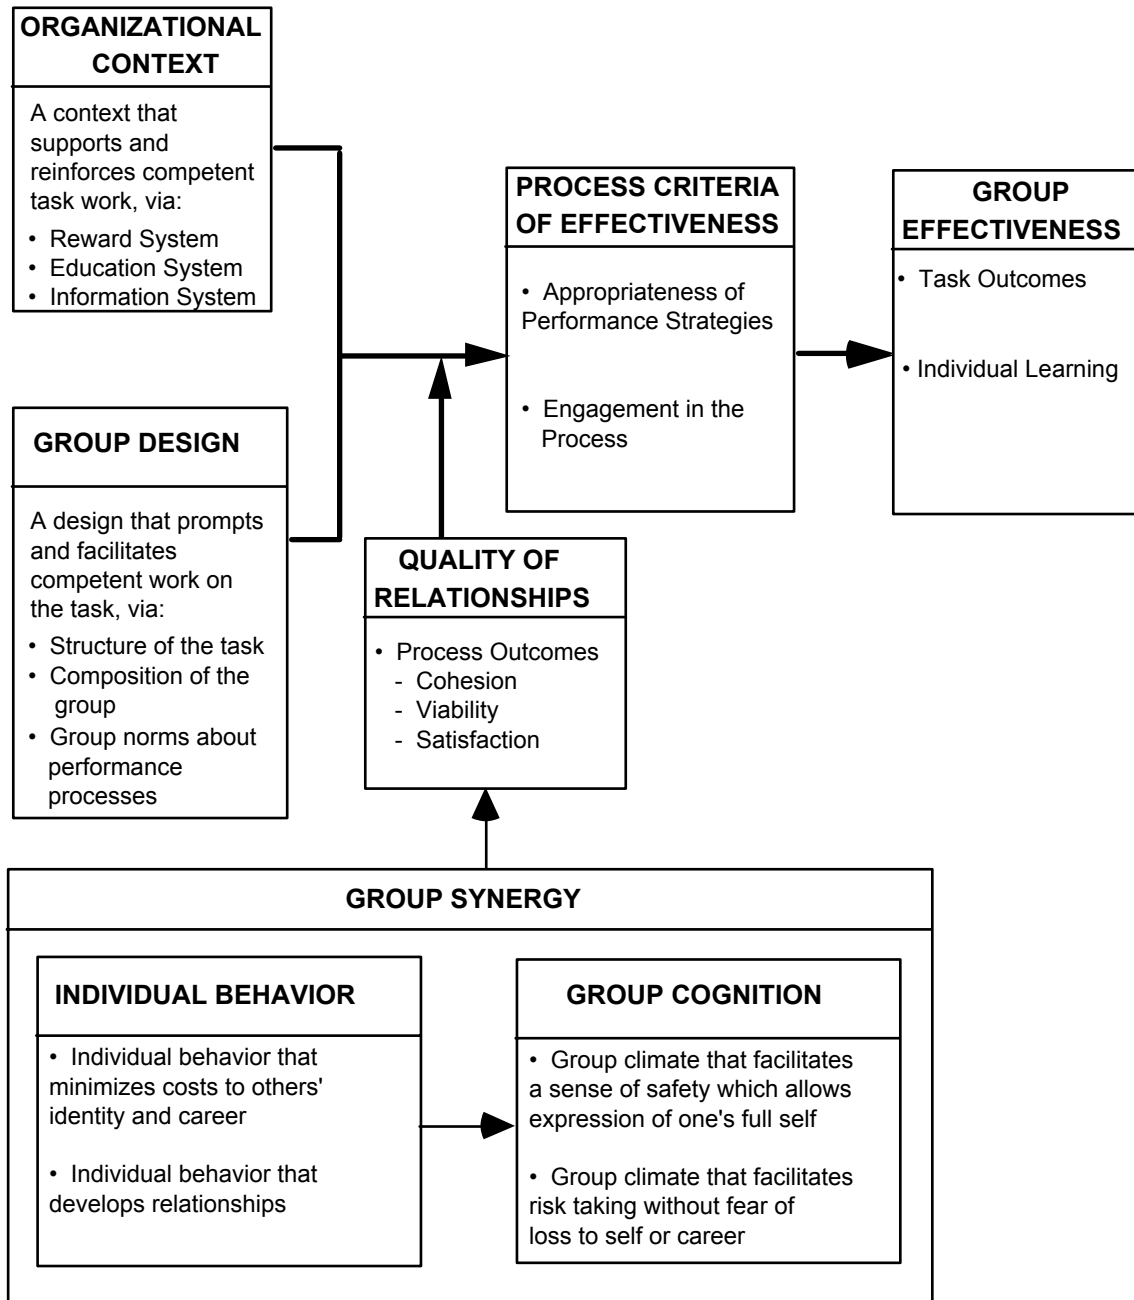 ORGANIZATIONAL
CONTEXT
A context that
supports and
reinforces competent
task work, via:
• Reward System
• Education System
• Information System
GROUP DESIGN
A design that prompts
and facilitates
competent work on
the task, via:
• Structure of the task
• Composition of the
group
• Group norms about
performance
processes
PROCESS CRITERIA
OF EFFECTIVENESS
• Appropriateness of
Performance Strategies
• Engagement in the
Process
GROUP
EFFECTIVENESS
• Task Outcomes
• Individual Learning
QUALITY OF
RELATIONSHIPS
• Process Outcomes
- Cohesion
- Viability
- Satisfaction
GROUP SYNERGY
INDIVIDUAL BEHAVIOR
• Individual behavior that
minimizes costs to others'
identity and career
• Individual behavior that
develops relationships
GROUP COGNITION
• Group climate that facilitates
a sense of safety which allows
expression of one's full self
• Group climate that facilitates
risk taking without fear of
loss to self or career